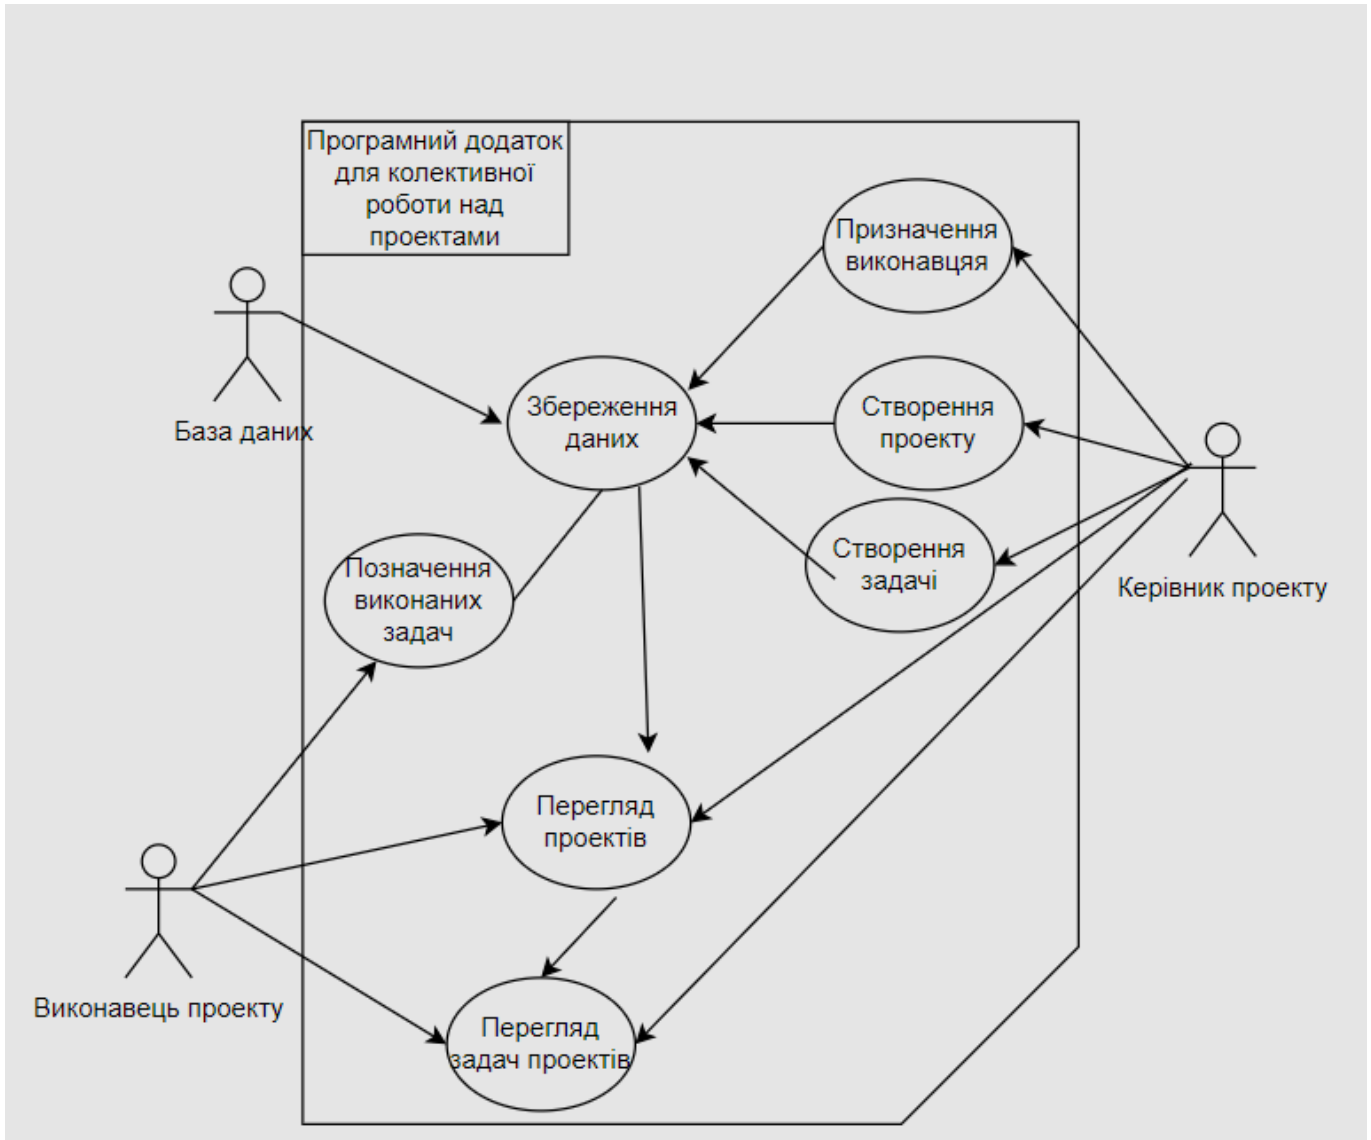 Програмний додаток
для колективної
роботи над
проектами
Призначення
виконавцяя
База даних
Збереження
даних
Створення
проекту
Створення
задачі
Керівник проекту
Позначення
виконаних
задач
Перегляд
проектів
Виконавець проекту
Перегляд
задач проектів